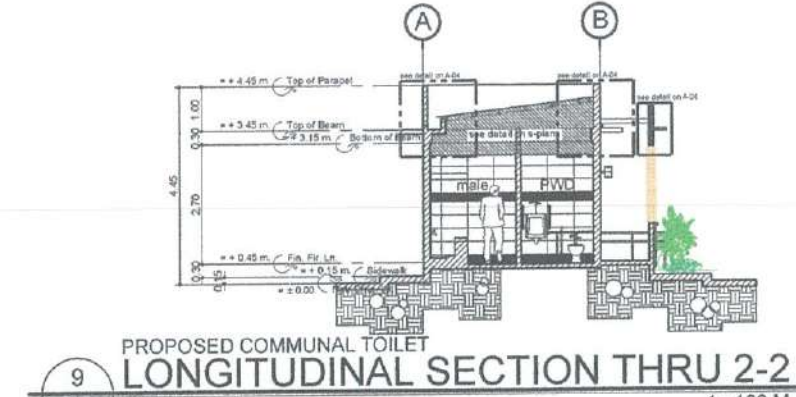 A
B
+ 4.45 m. Top of Parapet
see detail on A-04
see detail on A-04
see detail on A-04
1.00
+ 3.45 m. Top of Beam
+ 3.15 m. Bottom of Beam
see detail on s-plans
0.30
4.45
2.70
male
PWD
+ 0.45 m. Fin. Flr. Ln.
+ 0.15 m. Sidewalk
± 0.00
0.30
0.15
PROPOSED COMMUNAL TOILET
9
LONGITUDINAL SECTION THRU 2-2